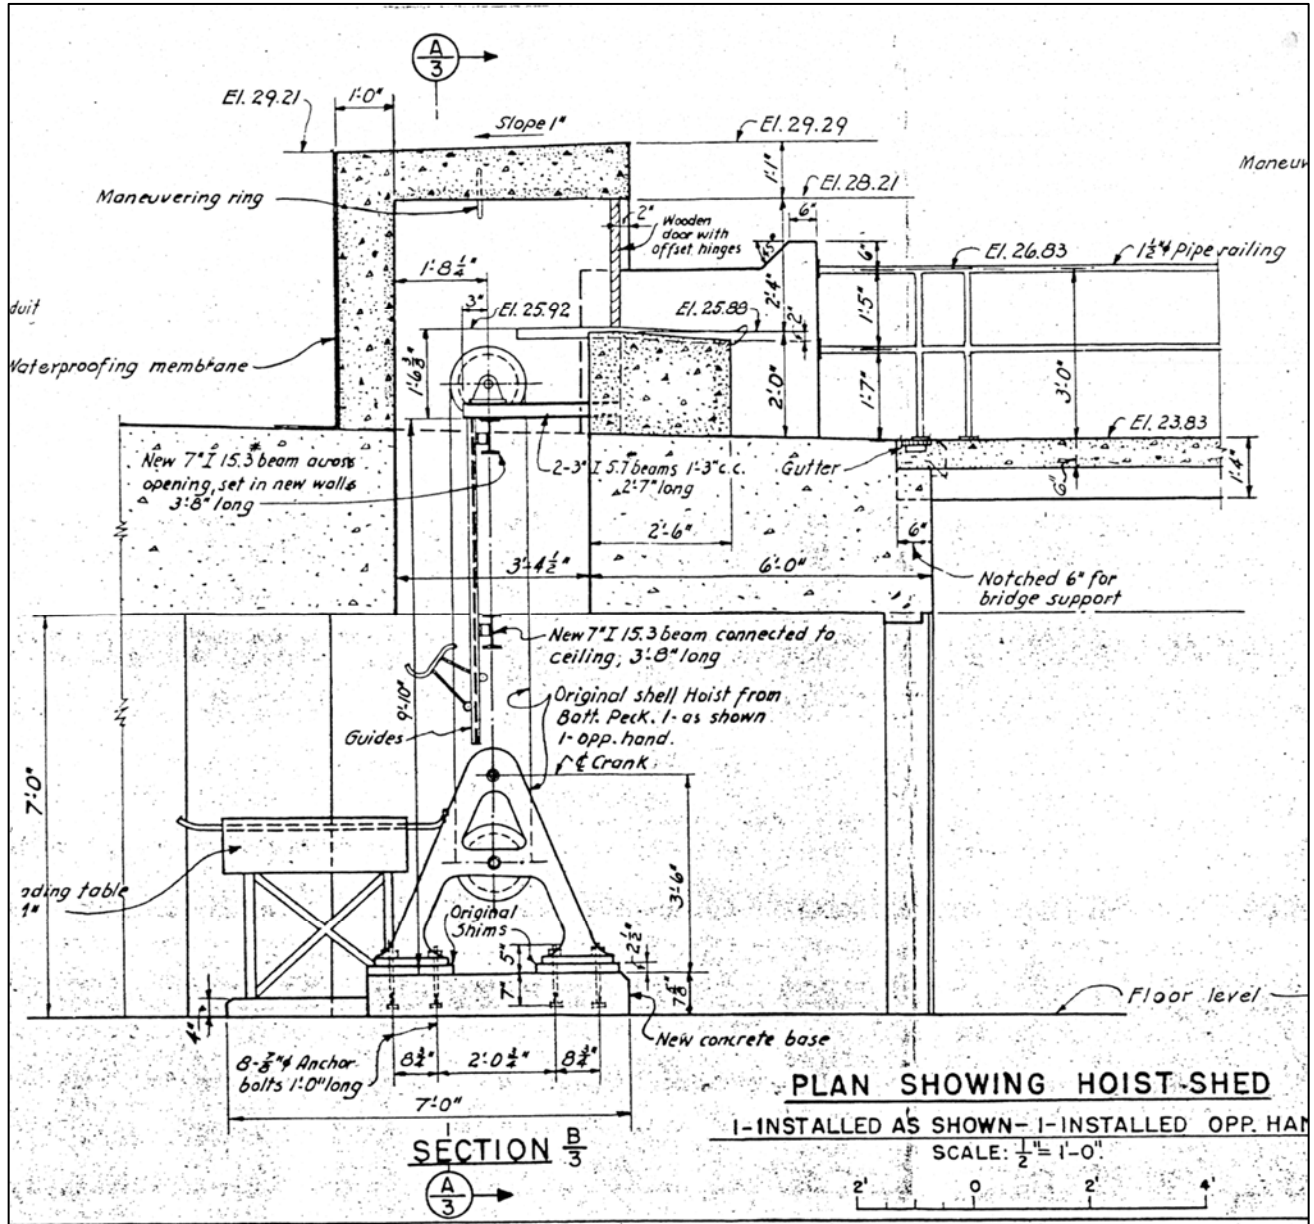 A
3
El. 29.21
1'-0"
Slope 1"
El. 29.29
1'-1"
El. 28.21
Maneuvering ring
2"
Wooden
door with
offset hinges
6"
45°
6"
El. 26.83
1½"⌀ Pipe railing
1'-8¼"
3"
El. 25.92
2'-4"
El. 25.88
2"
1'-5"
duit
Waterproofing membrane
1'-6⅜"
2'-0"
1'-7"
3'-0"
El. 23.83
New 7" I 15.3# beam across
opening, set in new walls
3'-8" long
2-3" I 5.7 beams 1'-3" c.c.
2'-7" long
Gutter
6"
1'-4"
2'-6"
6"
3'-4½"
6'-0"
Notched 6" for
bridge support
New 7" I 15.3 beam connected to
ceiling; 3'-8" long
9'-10"
Original shell Hoist from
Batt. Peck. 1- as shown
1-opp. hand.
Guides
℄ Crank
7'-0"
3'-6"
ading table
1"
Original
Shims
5"
2½"
7"
7⅝"
4"
Floor level
New concrete base
8-⅞"⌀ Anchor
bolts 1'-0" long
8¾"
2'-0¾"
8¾"
7'-0"
SECTION B
3
A
3
PLAN SHOWING HOIST-SHED
1-INSTALLED AS SHOWN-1-INSTALLED OPP. HAN
SCALE: ½"=1'-0"
2' 0 2' 4'